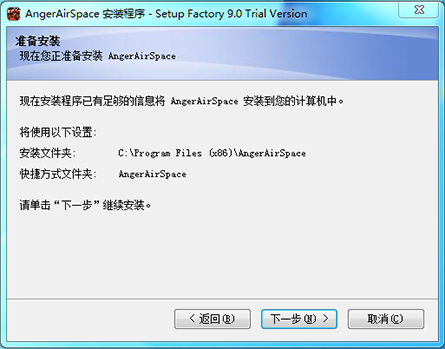 AngerAirSpace 安装程序 - Setup Factory 9.0 Trial Version
准备安装
现在您正准备安装 AngerAirSpace
现在安装程序已有足够的信息将 AngerAirSpace 安装到您的计算机中。
将使用以下设置:
安装文件夹: C:\Program Files (x86)\AngerAirSpace
快捷方式文件夹: AngerAirSpace
请单击“下一步”继续安装。
< 返回(B) 下一步(N) > 取消(C)